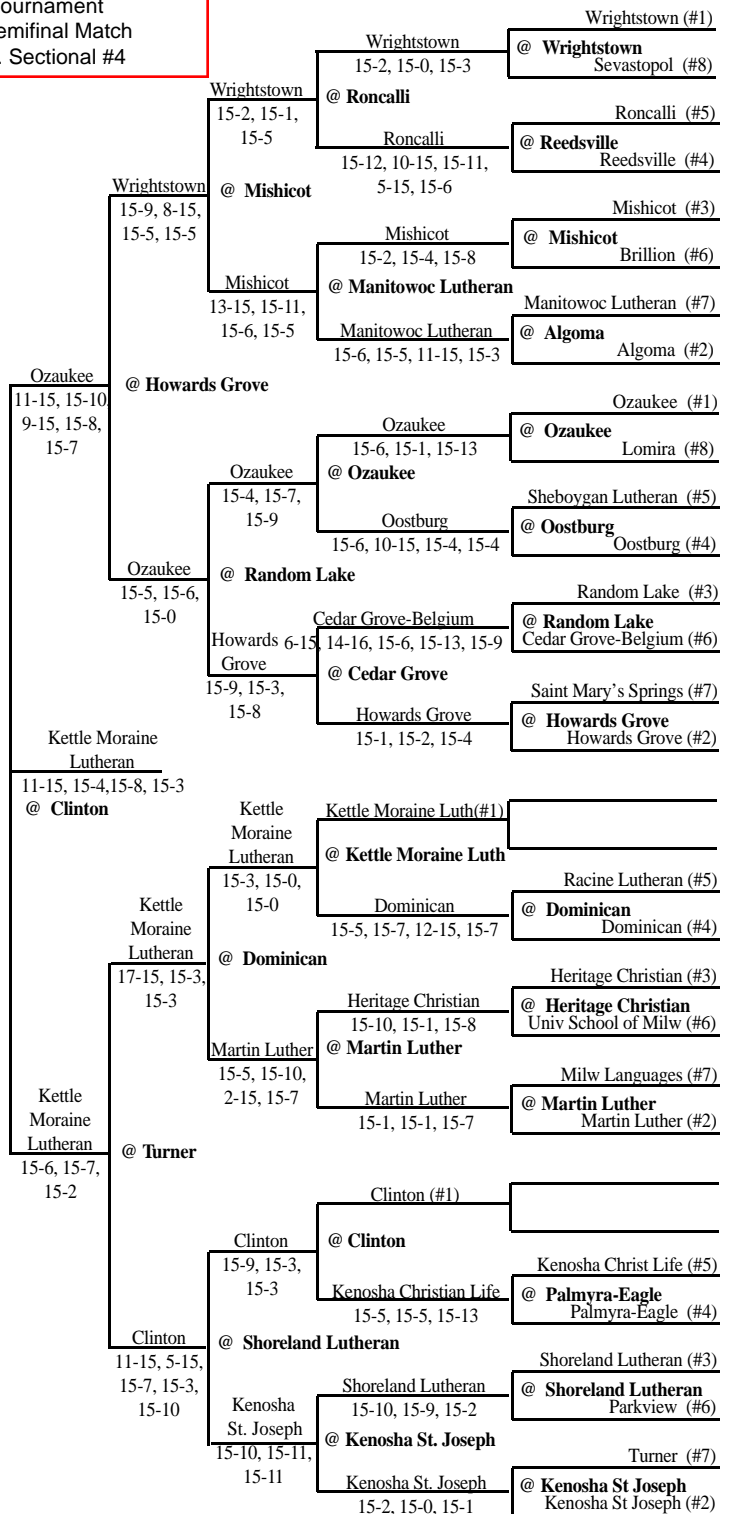 ournament
emifinal Match
. Sectional #4
Wrightstown (#1)
@ Wrightstown
Sevastopol (#8)
Wrightstown
15-2, 15-0, 15-3
Wrightstown
15-2, 15-1,
15-5
@ Roncalli
Roncalli (#5)
@ Reedsville
Reedsville (#4)
Roncalli
15-12, 10-15, 15-11,
5-15, 15-6
Wrightstown
15-9, 8-15,
15-5, 15-5
@ Mishicot
Mishicot (#3)
@ Mishicot
Brillion (#6)
Mishicot
15-2, 15-4, 15-8
Mishicot
13-15, 15-11,
15-6, 15-5
@ Manitowoc Lutheran
Manitowoc Lutheran (#7)
@ Algoma
Algoma (#2)
Manitowoc Lutheran
15-6, 15-5, 11-15, 15-3
Ozaukee
11-15, 15-10,
9-15, 15-8,
15-7
@ Howards Grove
Ozaukee (#1)
@ Ozaukee
Lomira (#8)
Ozaukee
15-6, 15-1, 15-13
Ozaukee
15-4, 15-7,
15-9
@ Ozaukee
Sheboygan Lutheran (#5)
@ Oostburg
Oostburg (#4)
Oostburg
15-6, 10-15, 15-4, 15-4
Ozaukee
15-5, 15-6,
15-0
@ Random Lake
Random Lake (#3)
@ Random Lake
Cedar Grove-Belgium (#6)
Cedar Grove-Belgium
6-15, 14-16, 15-6, 15-13, 15-9
Howards
Grove
15-9, 15-3,
15-8
@ Cedar Grove
Saint Mary's Springs (#7)
@ Howards Grove
Howards Grove (#2)
Howards Grove
15-1, 15-2, 15-4
Kettle Moraine
Lutheran
11-15, 15-4,15-8, 15-3
@ Clinton
Kettle Moraine Luth(#1)
Kettle
Moraine
Lutheran
15-3, 15-0,
15-0
@ Kettle Moraine Luth
Racine Lutheran (#5)
@ Dominican
Dominican (#4)
Dominican
15-5, 15-7, 12-15, 15-7
Kettle
Moraine
Lutheran
17-15, 15-3,
15-3
@ Dominican
Heritage Christian (#3)
@ Heritage Christian
Univ School of Milw (#6)
Heritage Christian
15-10, 15-1, 15-8
Martin Luther
15-5, 15-10,
2-15, 15-7
@ Martin Luther
Milw Languages (#7)
@ Martin Luther
Martin Luther (#2)
Martin Luther
15-1, 15-1, 15-7
Kettle
Moraine
Lutheran
15-6, 15-7,
15-2
@ Turner
Clinton (#1)
Clinton
15-9, 15-3,
15-3
@ Clinton
Kenosha Christ Life (#5)
@ Palmyra-Eagle
Palmyra-Eagle (#4)
Kenosha Christian Life
15-5, 15-5, 15-13
Clinton
11-15, 5-15,
15-7, 15-3,
15-10
@ Shoreland Lutheran
Shoreland Lutheran (#3)
@ Shoreland Lutheran
Parkview (#6)
Shoreland Lutheran
15-10, 15-9, 15-2
Kenosha
St. Joseph
15-10, 15-11,
15-11
@ Kenosha St. Joseph
Turner (#7)
@ Kenosha St Joseph
Kenosha St Joseph (#2)
Kenosha St. Joseph
15-2, 15-0, 15-1